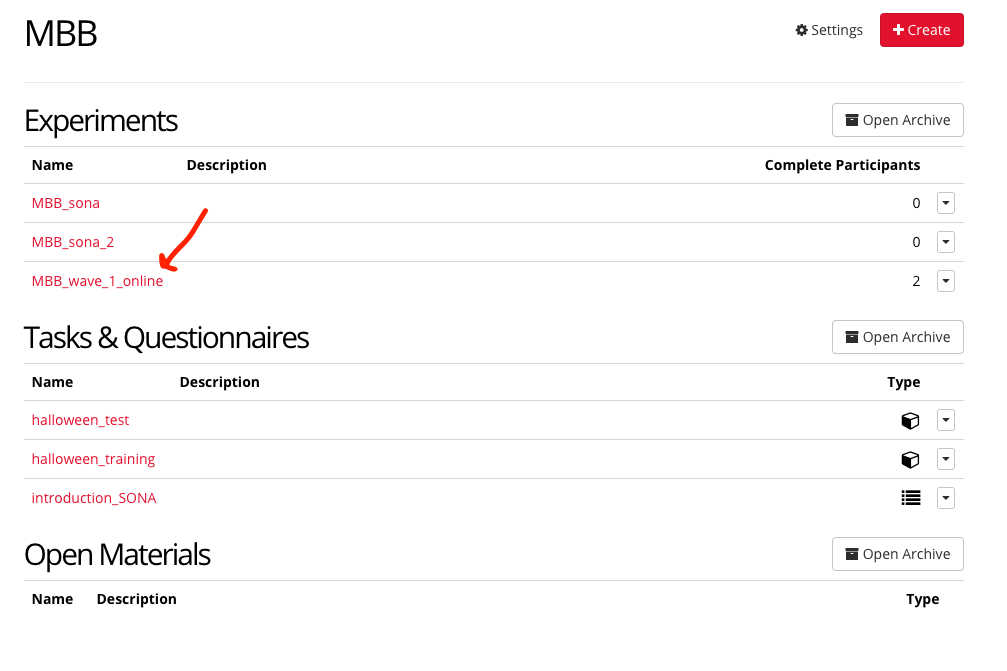 MBB
Settings
Create
Experiments
Open Archive
Name Description Complete Participants
MBB_sona 0
MBB_sona_2 0
MBB_wave_1_online 2
Tasks & Questionnaires
Open Archive
Name Description Type
halloween_test
halloween_training
introduction_SONA
Open Materials
Open Archive
Name Description Type